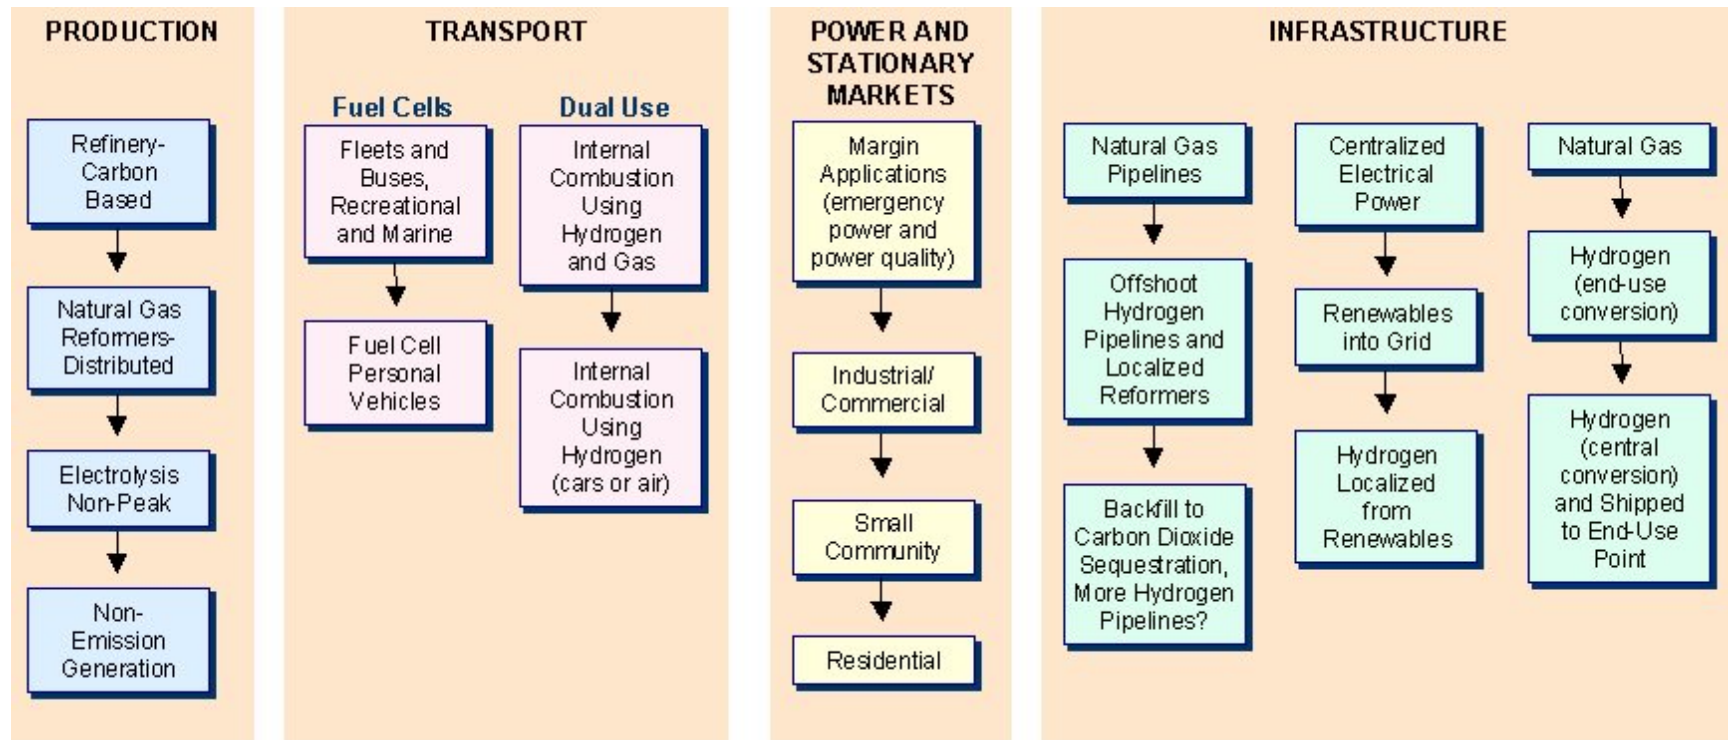 PRODUCTION
Refinery-
Carbon
Based
Natural Gas
Reformers-
Distributed
Electrolysis
Non-Peak
Non-
Emission
Generation
TRANSPORT
Fuel Cells
Fleets and
Buses,
Recreational
and Marine
Fuel Cell
Personal
Vehicles
Dual Use
Internal
Combustion
Using
Hydrogen
and Gas
Internal
Combustion
Using
Hydrogen
(cars or air)
POWER AND
STATIONARY
MARKETS
Margin
Applications
(emergency
power and
power quality)
Industrial/
Commercial
Small
Community
Residential
INFRASTRUCTURE
Natural Gas
Pipelines
Offshoot
Hydrogen
Pipelines and
Localized
Reformers
Backfill to
Carbon Dioxide
Sequestration,
More Hydrogen
Pipelines?
Centralized
Electrical
Power
Renewables
into Grid
Hydrogen
Localized
from
Renewables
Natural Gas
Hydrogen
(end-use
conversion)
Hydrogen
(central
conversion)
and Shipped
to End-Use
Point